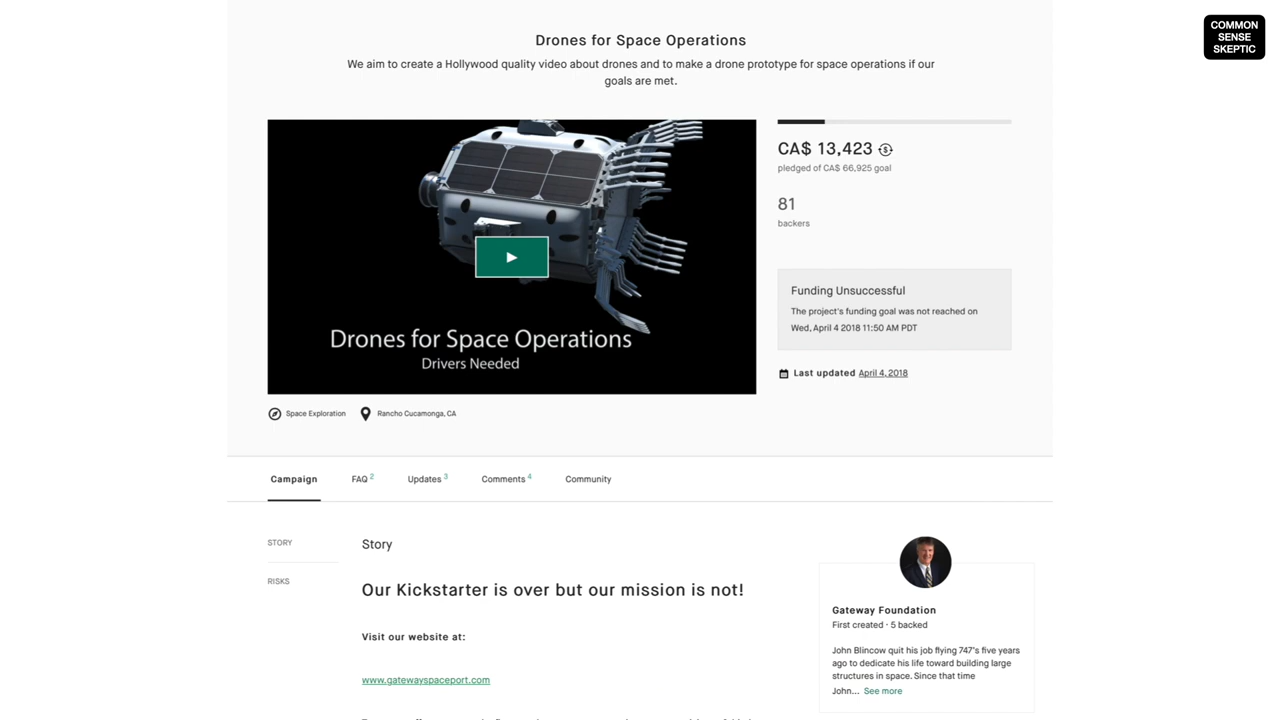 COMMON
SENSE
SKEPTIC
Drones for Space Operations
We aim to create a Hollywood quality video about drones and to make a drone prototype for space operations if our
goals are met.
Drones for Space Operations
Drivers Needed
CA$ 13,423
pledged of CA$ 66,925 goal
81
backers
Funding Unsuccessful
The project's funding goal was not reached on
Wed, April 4 2018 11:50 AM PDT
Last updated April 4, 2018
Space Exploration Rancho Cucamonga, CA
Campaign FAQ 2 Updates 3 Comments 4 Community
STORY
RISKS
Story
Our Kickstarter is over but our mission is not!
Visit our website at:
www.gatewayspaceport.com
Gateway Foundation
First created · 5 backed
John Blincow quit his job flying 747's five years
ago to dedicate his life toward building large
structures in space. Since that time
John... See more